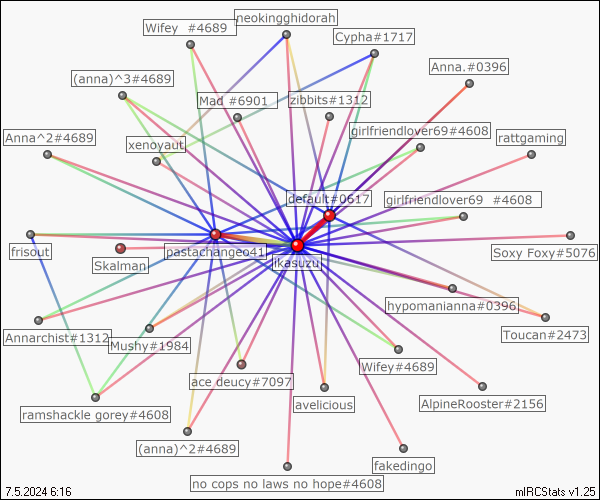 neokingghidorah
Wifey  #4689
Cypha#1717
Anna.#0396
(anna)^3#4689
Mad #6901
zibbits#1312
girlfriendlover69#4608
Anna^2#4689
xenoyaut
rattgaming
default#0617
girlfriendlover69   #4608
frisout
Skalman
pastachangeo41
jikasuzu
Soxy Foxy#5076
hypomanianna#0396
Annarchist#1312
Mushy#1984
Toucan#2473
Wifey#4689
ace deucy#7097
avelicious
AlpineRooster#2156
ramshackle gorey#4608
(anna)^2#4689
fakedingo
no cops no laws no hope#4608
7.5.2024 6:16
mIRCStats v1.25